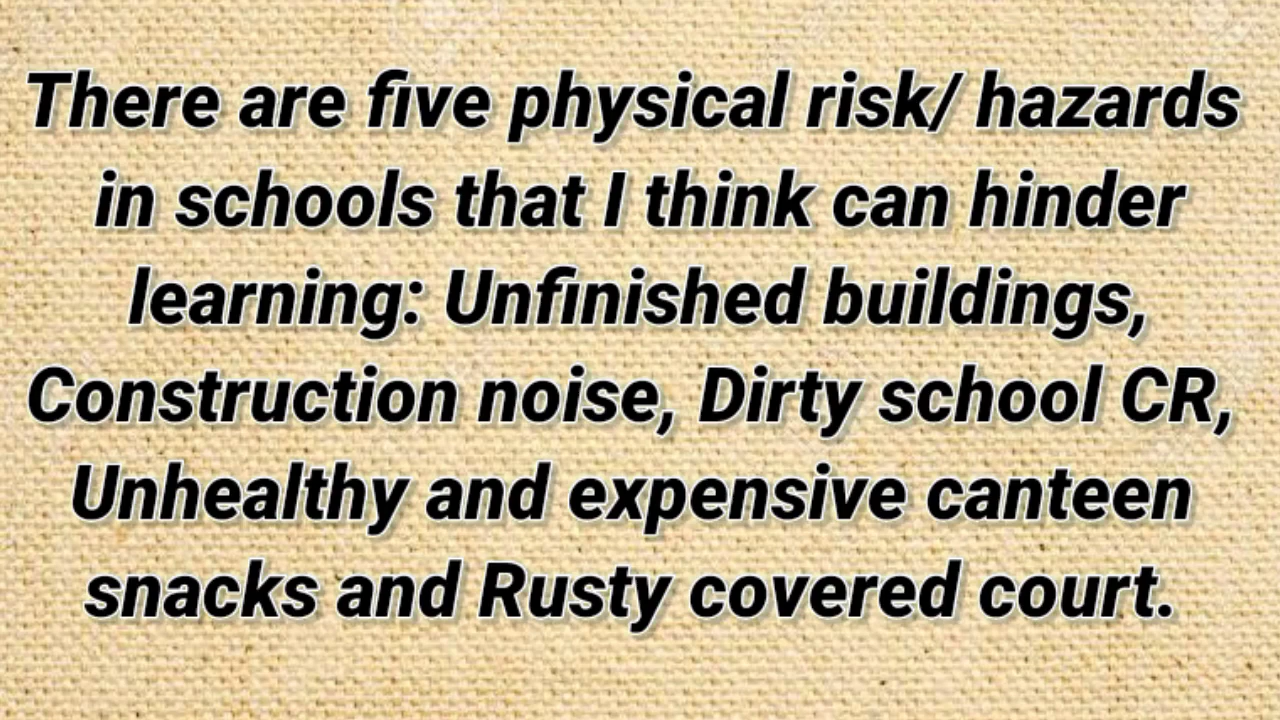 There are five physical risk/ hazards
in schools that I think can hinder
learning: Unfinished buildings,
Construction noise, Dirty school CR,
Unhealthy and expensive canteen
snacks and Rusty covered court.